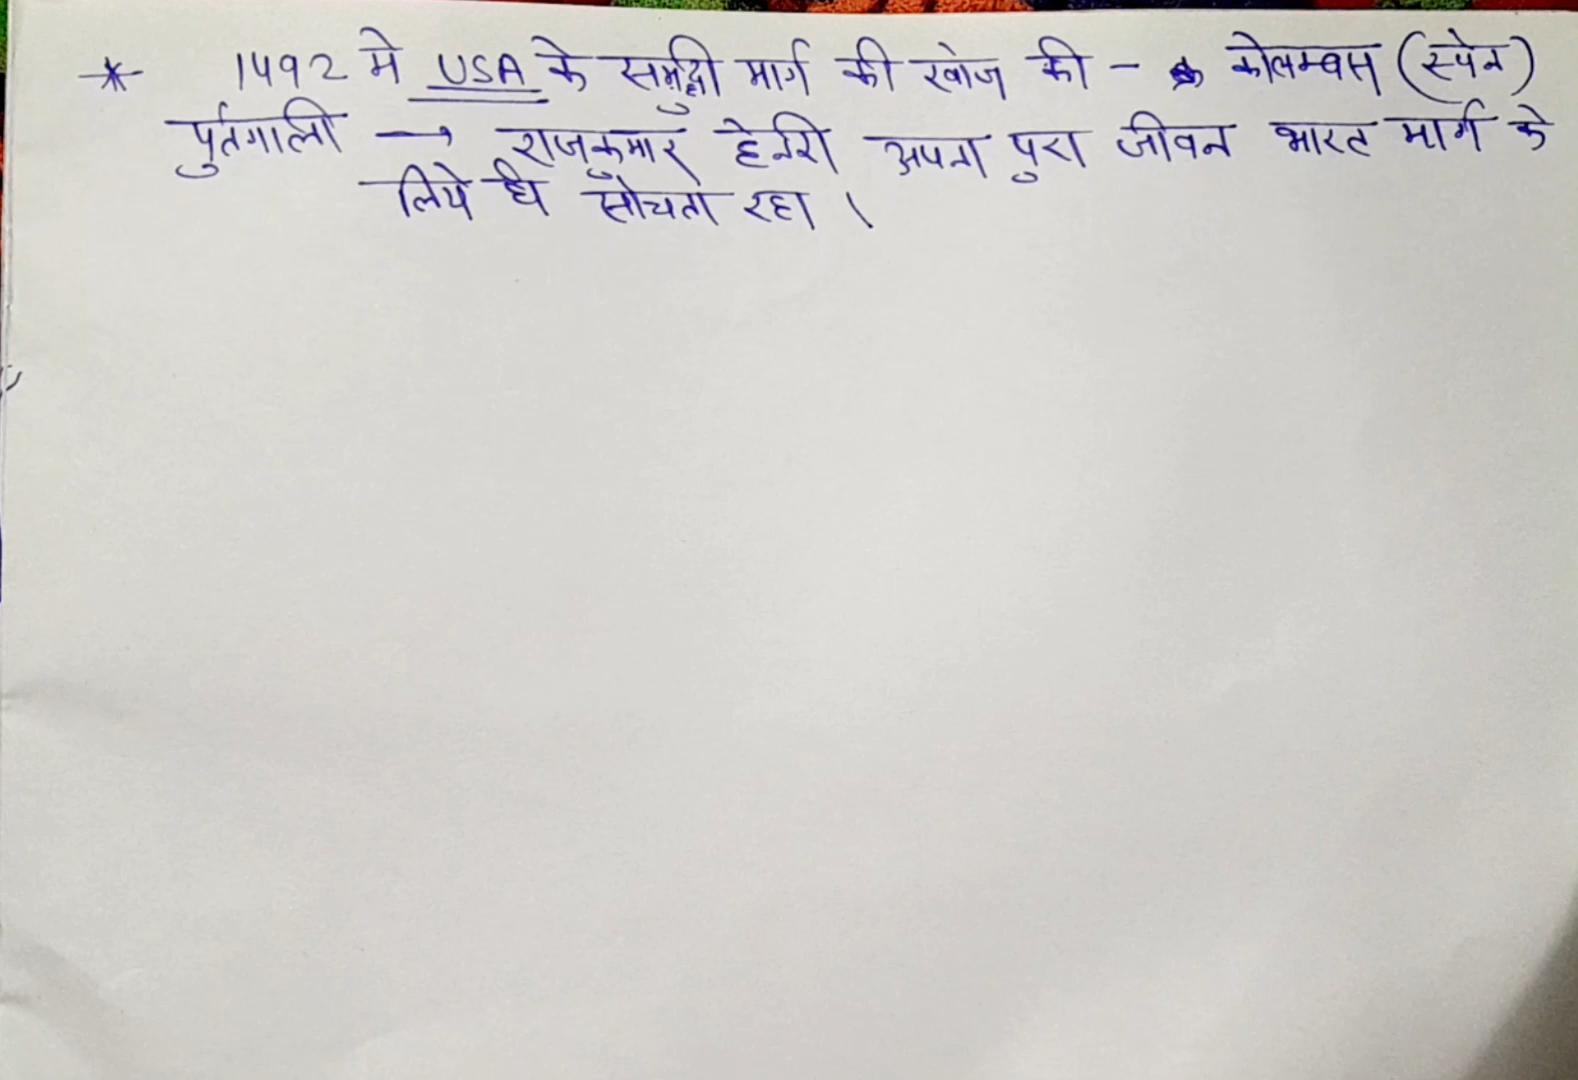 * 1492 मे USA के समुद्री मार्ग की खोज की - कोलम्बस (स्पेन)
पुर्तगाली → राजकुमार हेनरी अपना पुरा जीवन भारत मार्ग के
लिये सोचता रहा ।